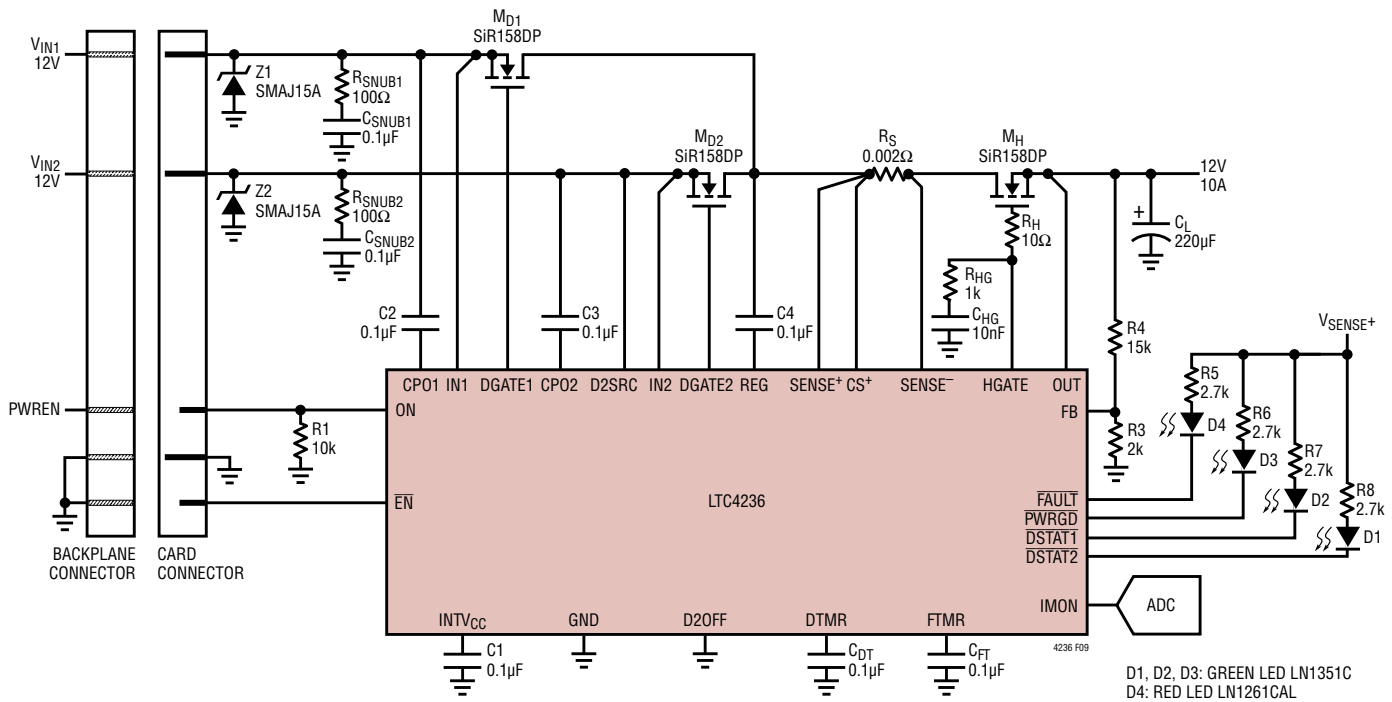 MD1
SiR158DP
VIN1
12V
Z1
SMAJ15A
RSNUB1
100Ω
CSNUB1
0.1µF
VIN2
12V
Z2
SMAJ15A
RSNUB2
100Ω
CSNUB2
0.1µF
MD2
SiR158DP
RS
0.002Ω
MH
SiR158DP
12V
10A
RH
10Ω
+
CL
220µF
RHG
1k
CHG
10nF
C2
0.1µF
C3
0.1µF
C4
0.1µF
R4
15k
VSENSE+
CPO1 IN1 DGATE1 CPO2 D2SRC IN2 DGATE2 REG SENSE+ CS+ SENSE– HGATE OUT
PWREN
ON
R1
10k
FB
R3
2k
R5
2.7k
D4
R6
2.7k
D3
R7
2.7k
D2
R8
2.7k
D1
EN
LTC4236
FAULT
PWRGD
DSTAT1
DSTAT2
BACKPLANE
CONNECTOR
CARD
CONNECTOR
IMON
ADC
INTVCC GND D2OFF DTMR FTMR
4236 F09
C1
0.1µF
CDT
0.1µF
CFT
0.1µF
D1, D2, D3: GREEN LED LN1351C
D4: RED LED LN1261CAL